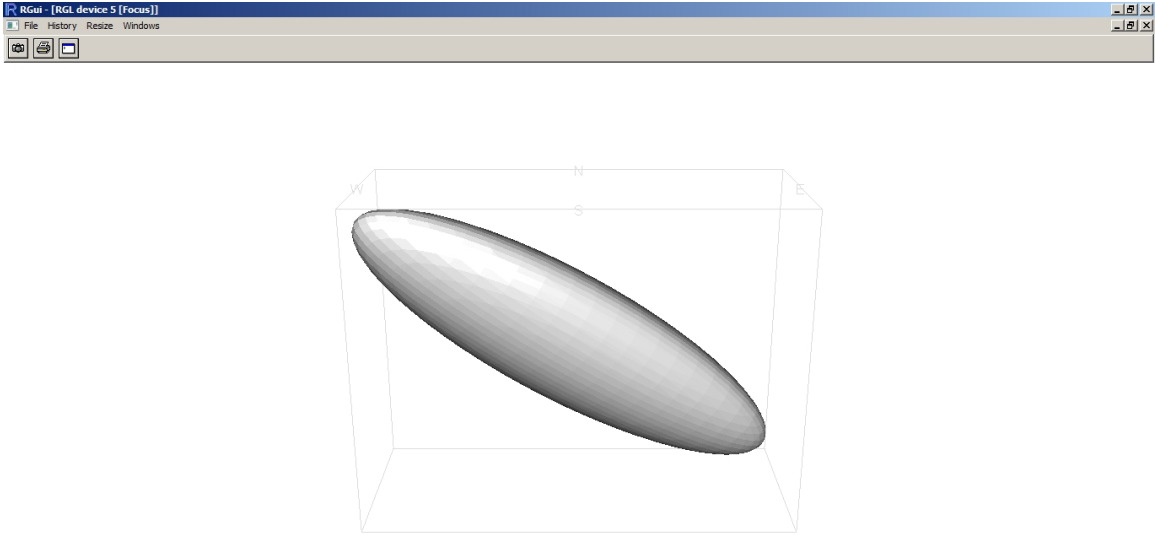 RGui - [RGL device 5 [Focus]]
File History Resize Windows
N
W E
S